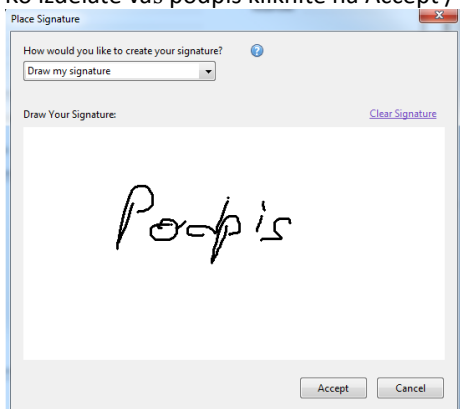 Ko izdelate vaš podpis kliknite na Accept /
Place Signature
How would you like to create your signature?
Draw my signature
Draw Your Signature:
Clear Signature
Poopis
Accept
Cancel